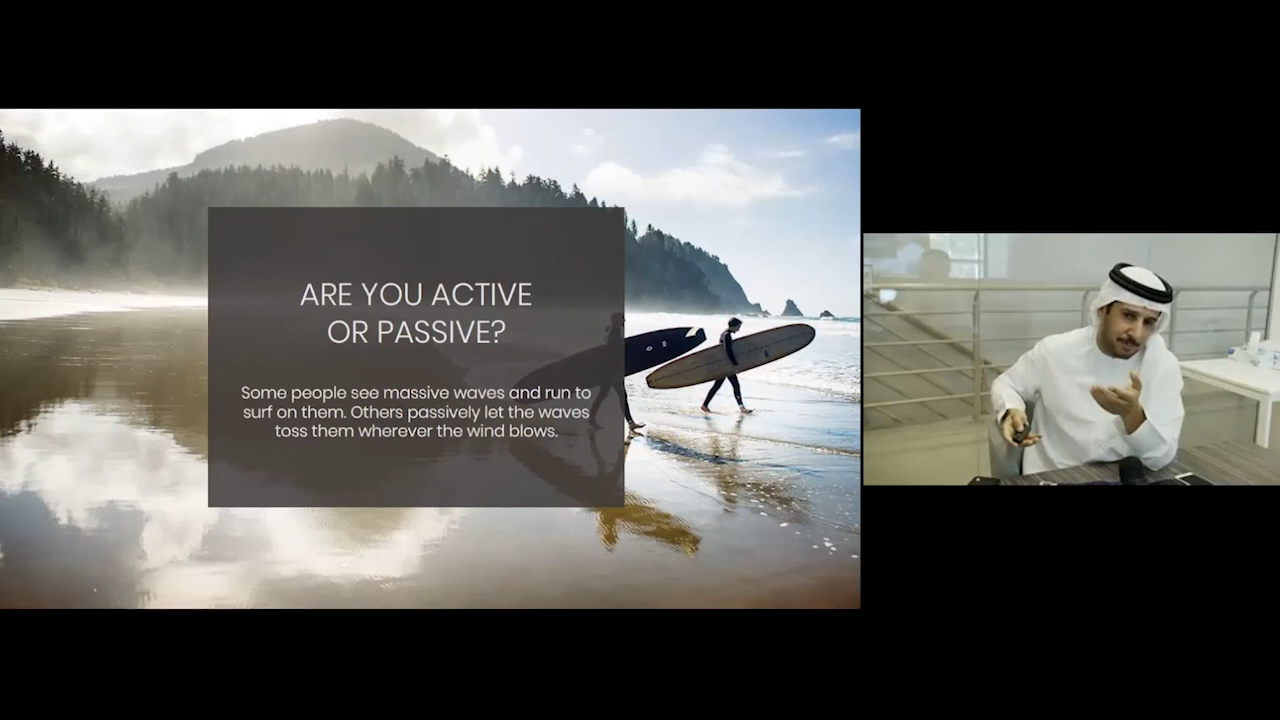 ARE YOU ACTIVE
OR PASSIVE?
Some people see massive waves and run to
surf on them. Others passively let the waves
toss them wherever the wind blows.